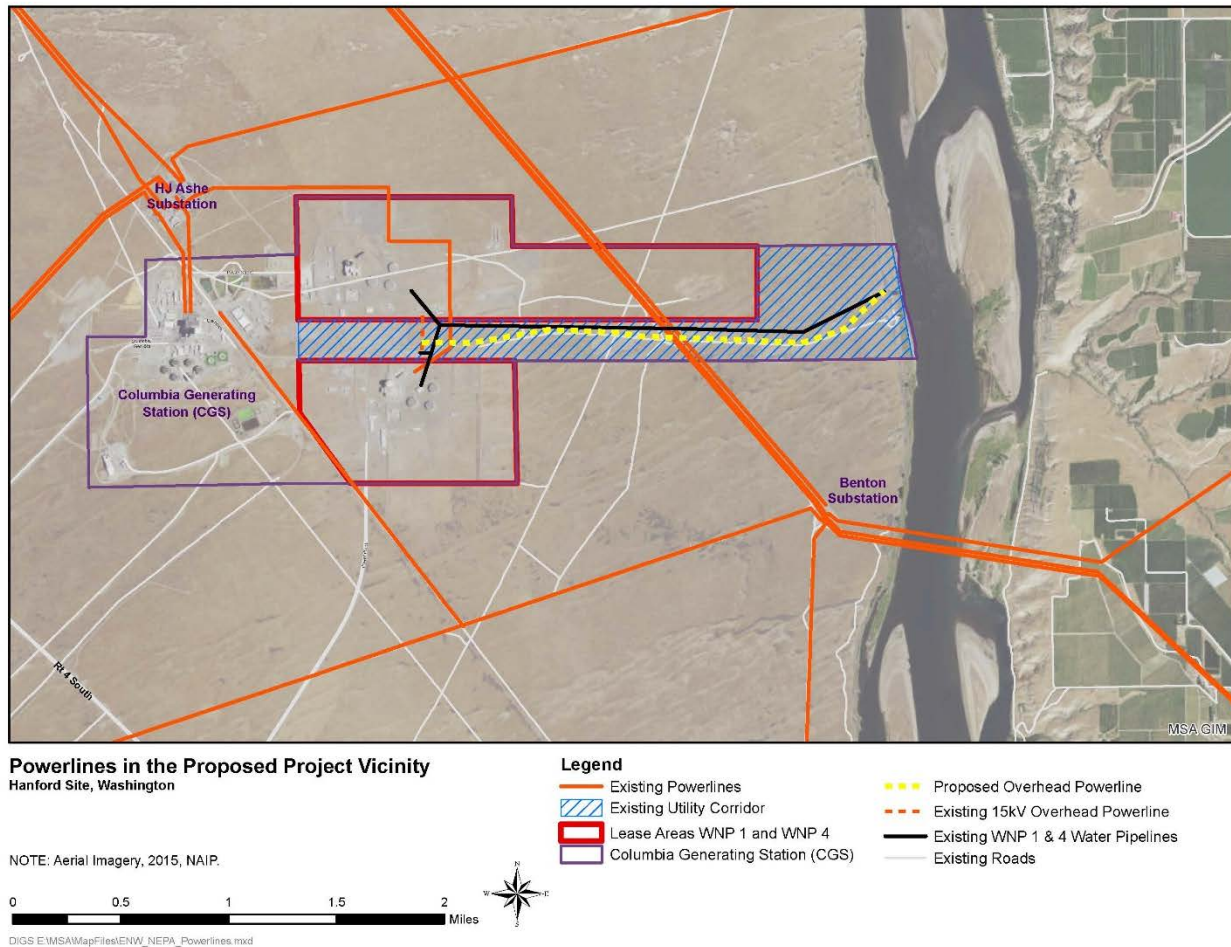 HJ Ashe
Substation
Columbia Generating
Station (CGS)
Benton
Substation
Rt 4 South
MSA GIM
Powerlines in the Proposed Project Vicinity
Hanford Site, Washington
NOTE: Aerial Imagery, 2015, NAIP.
0 0.5 1 1.5 2
Miles
N
W E
S
DIGS E:\MSA\MapFiles\ENW_NEPA_Powerlines.mxd
Legend
Existing Powerlines
Existing Utility Corridor
Lease Areas WNP 1 and WNP 4
Columbia Generating Station (CGS)
Proposed Overhead Powerline
Existing 15kV Overhead Powerline
Existing WNP 1 & 4 Water Pipelines
Existing Roads